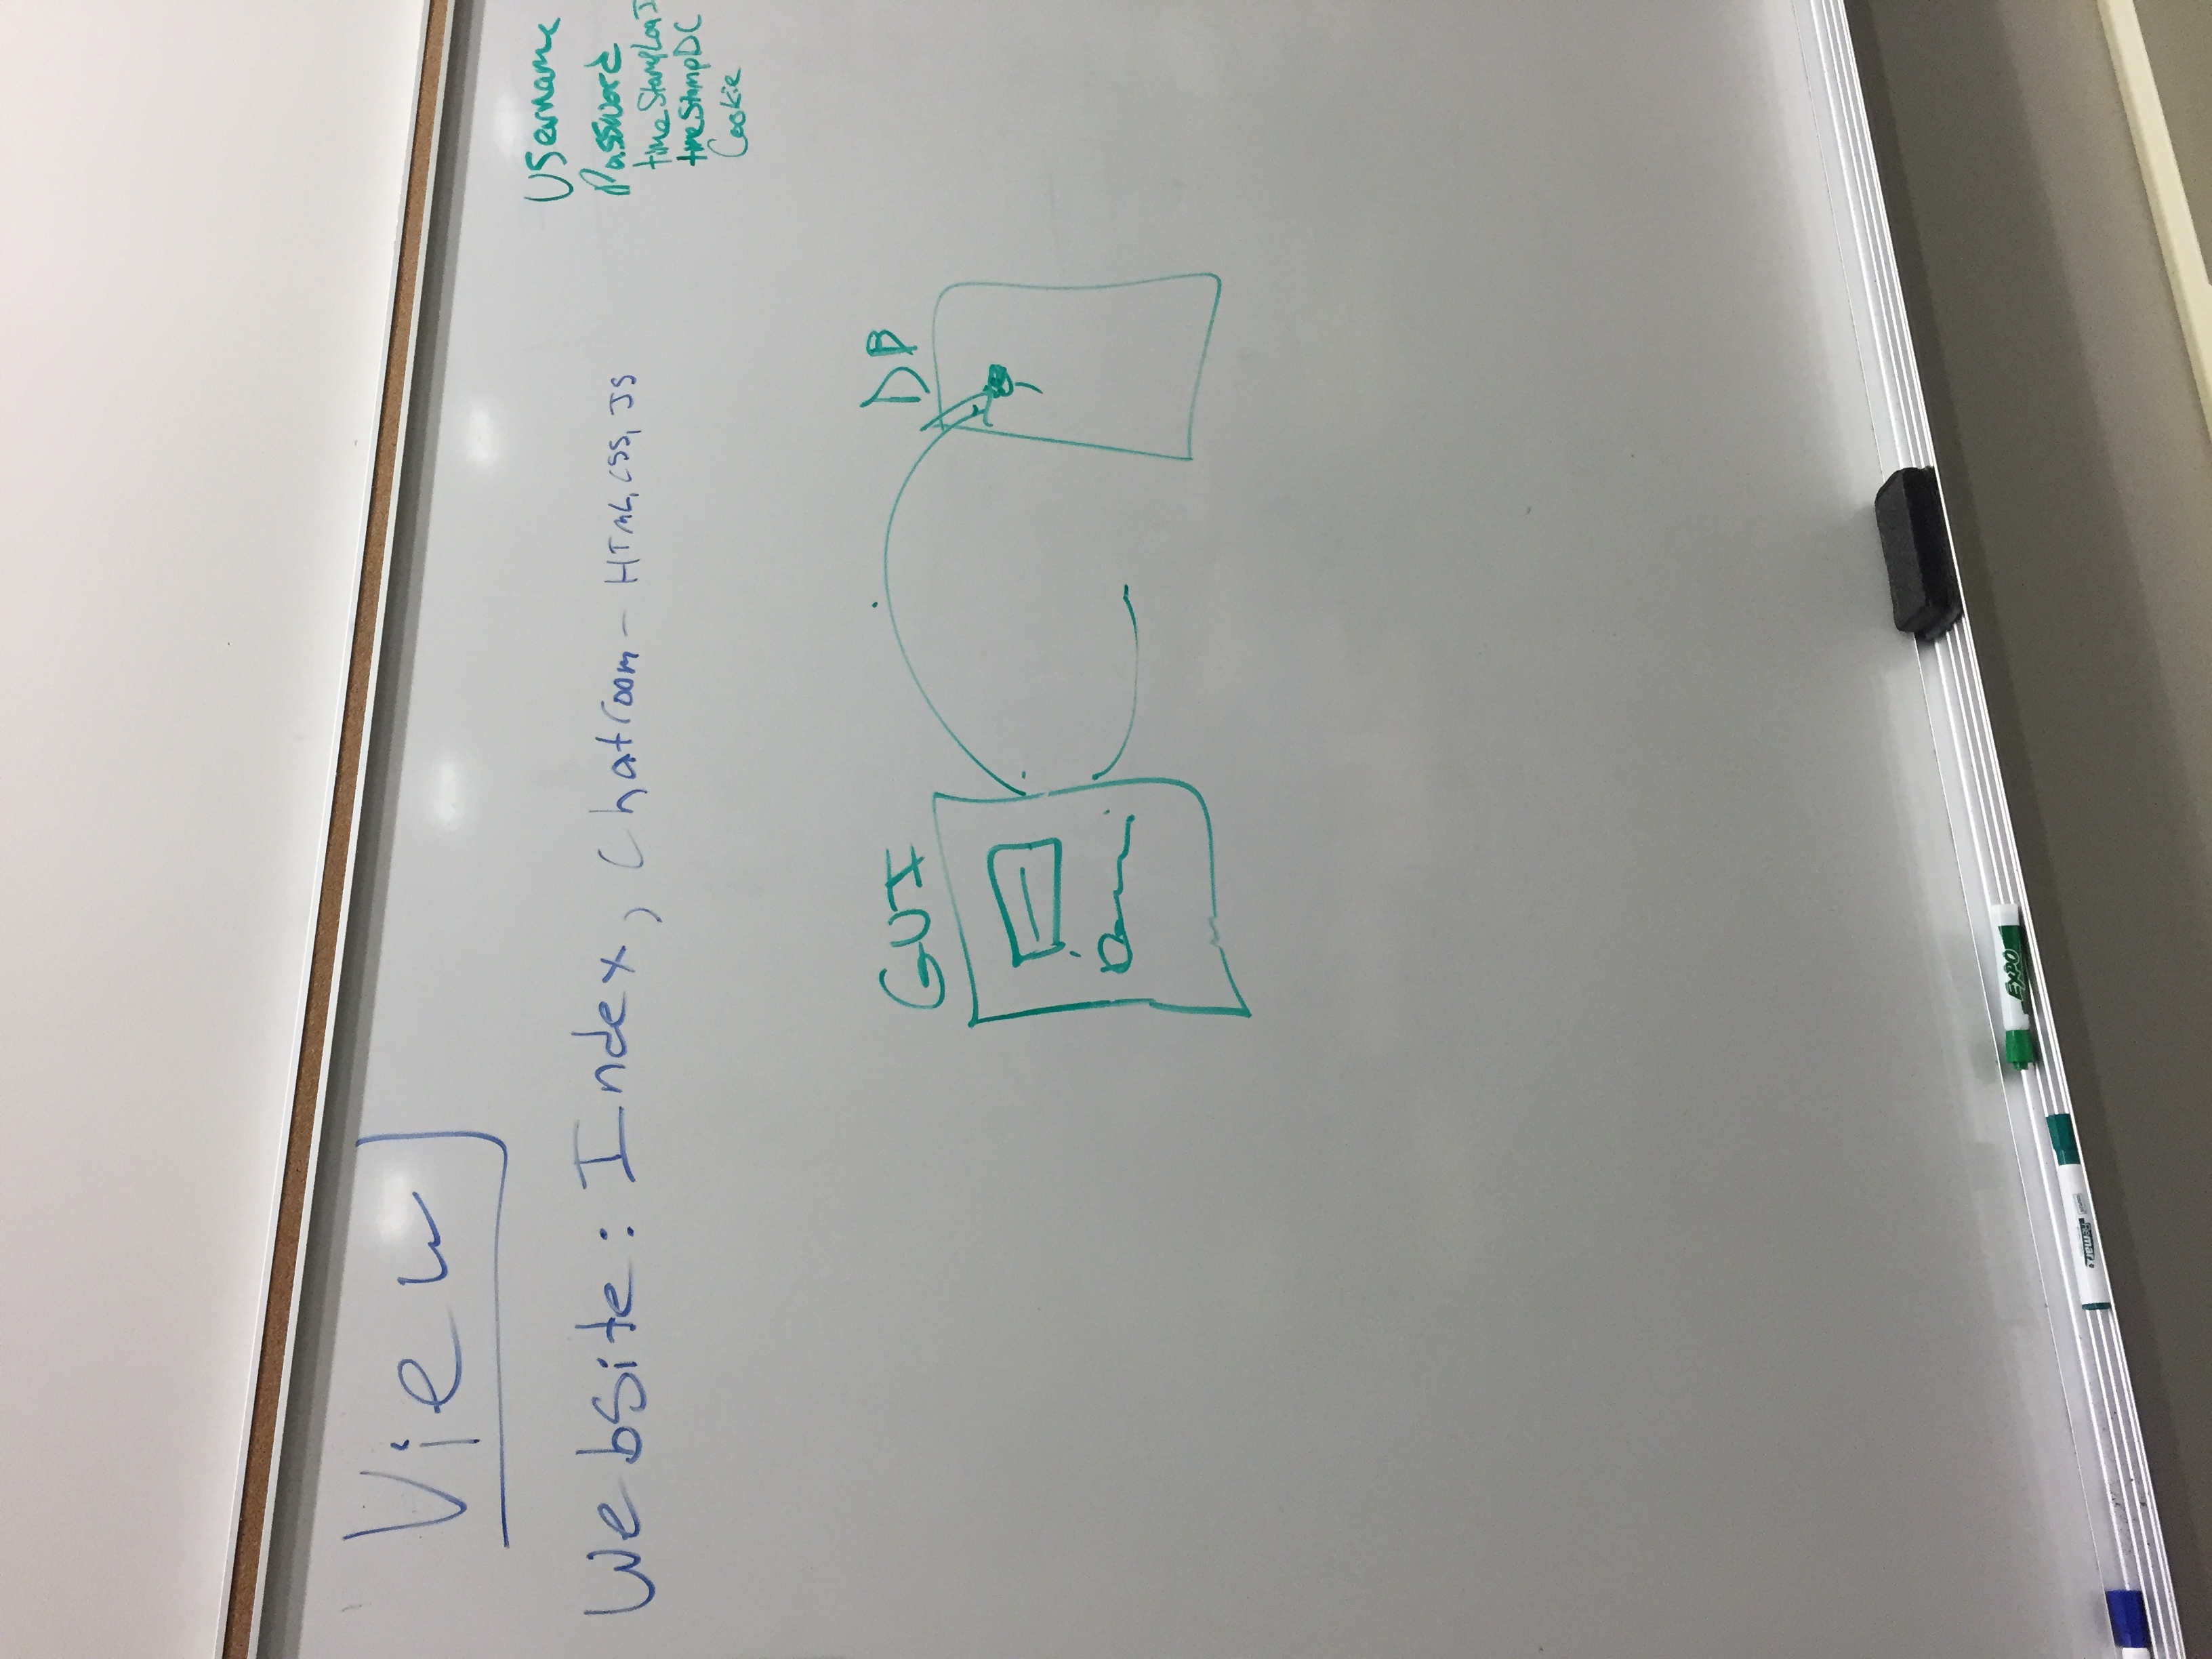 View
Website: Index, Chatroom - HTML, CSS, JS
Username
Password
timeStampLogI
timeStampDC
Cookie
GUI
DB
EXPO